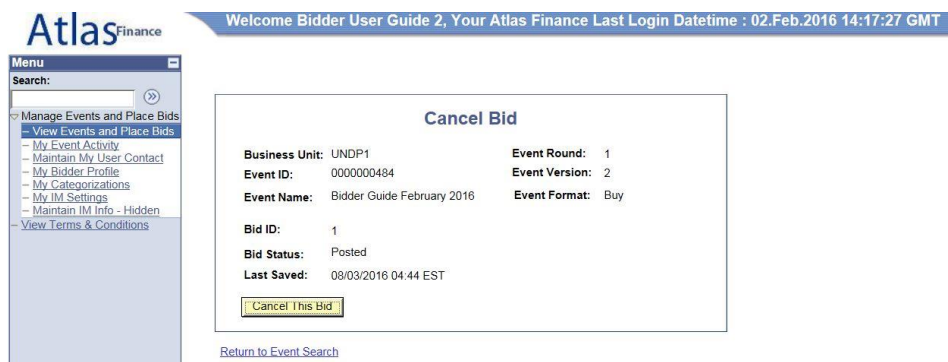 Atlas Finance
Welcome Bidder User Guide 2, Your Atlas Finance Last Login Datetime : 02.Feb.2016 14:17:27 GMT
Menu
Search:
Manage Events and Place Bids
– View Events and Place Bids
– My Event Activity
– Maintain My User Contact
– My Bidder Profile
– My Categorizations
– My IM Settings
– Maintain IM Info - Hidden
– View Terms & Conditions
Cancel Bid
Business Unit: UNDP1 Event Round: 1
Event ID: 0000000484 Event Version: 2
Event Name: Bidder Guide February 2016 Event Format: Buy
Bid ID: 1
Bid Status: Posted
Last Saved: 08/03/2016 04:44 EST
Cancel This Bid
Return to Event Search